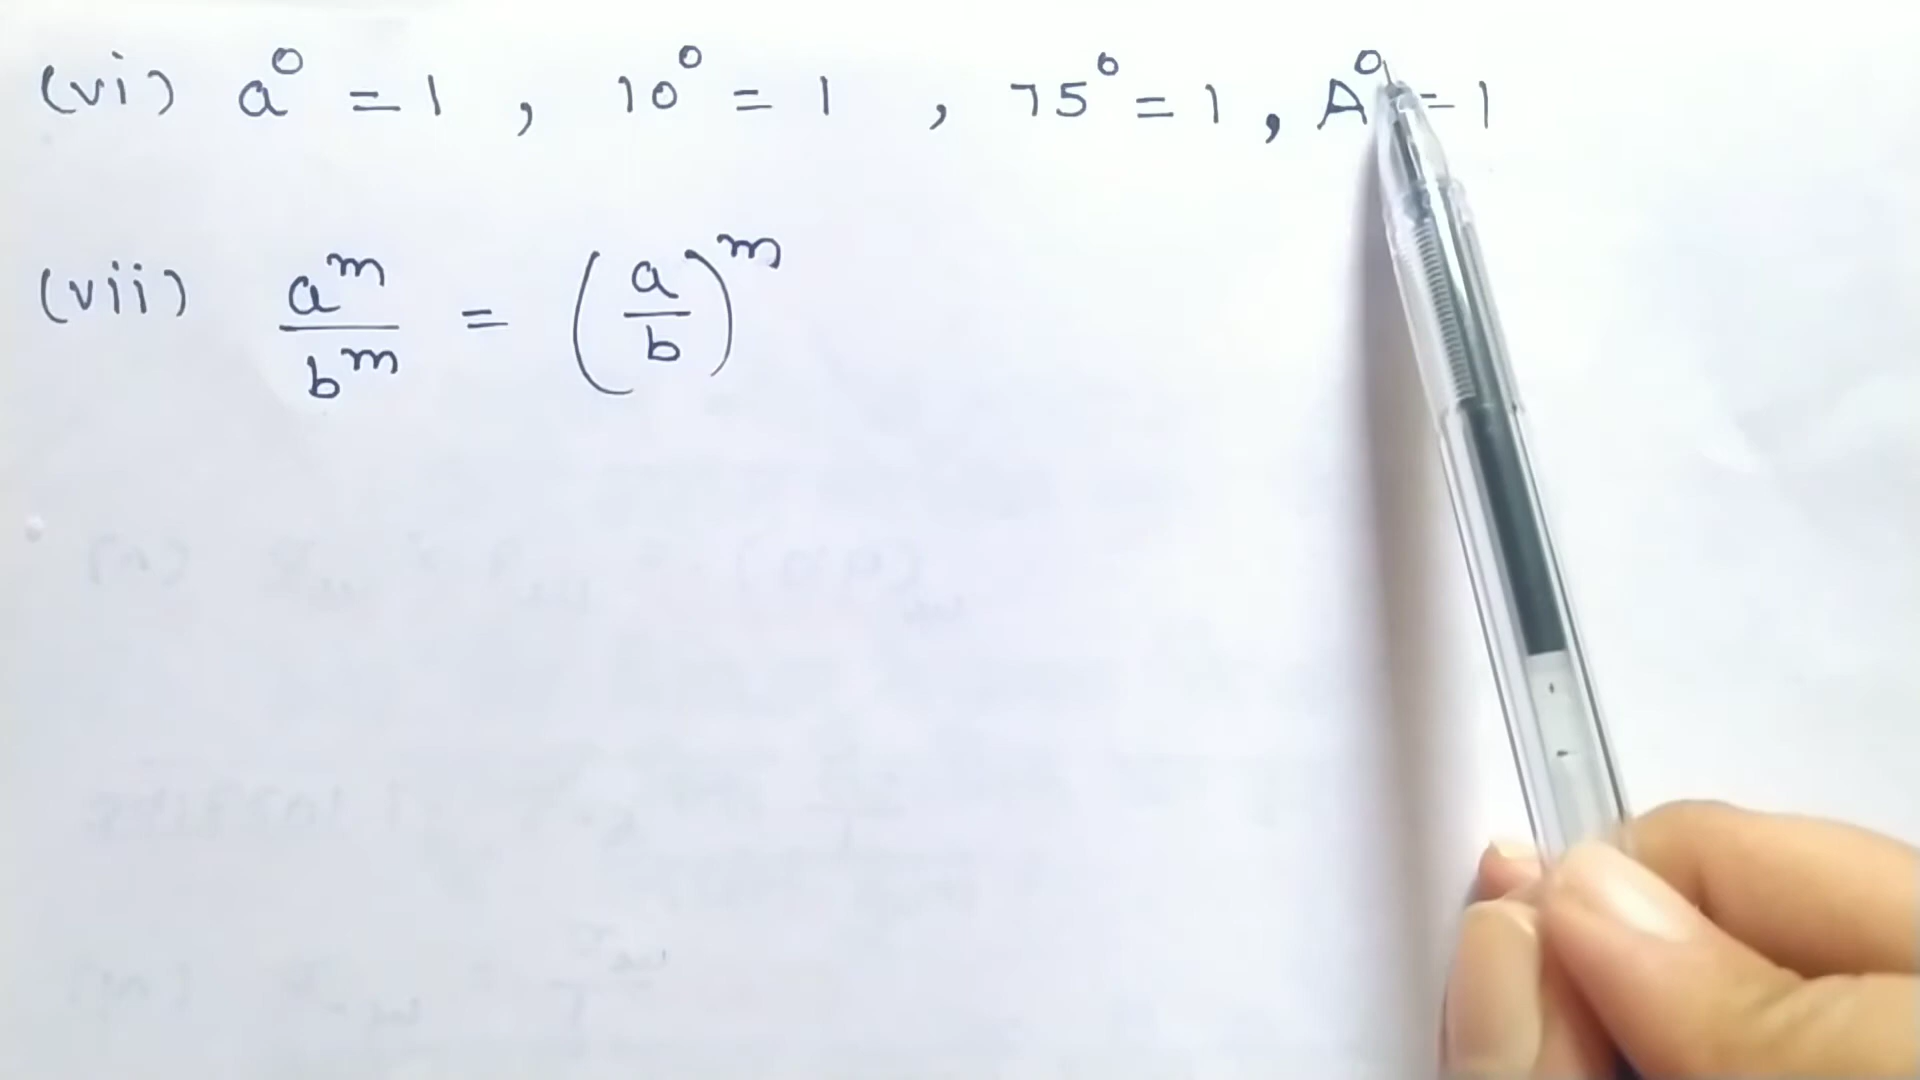 (vi) a⁰ = 1 , 10⁰ = 1 , 75⁰ = 1 , A⁰ = 1
(vii) aᵐ/bᵐ = (a/b)ᵐ